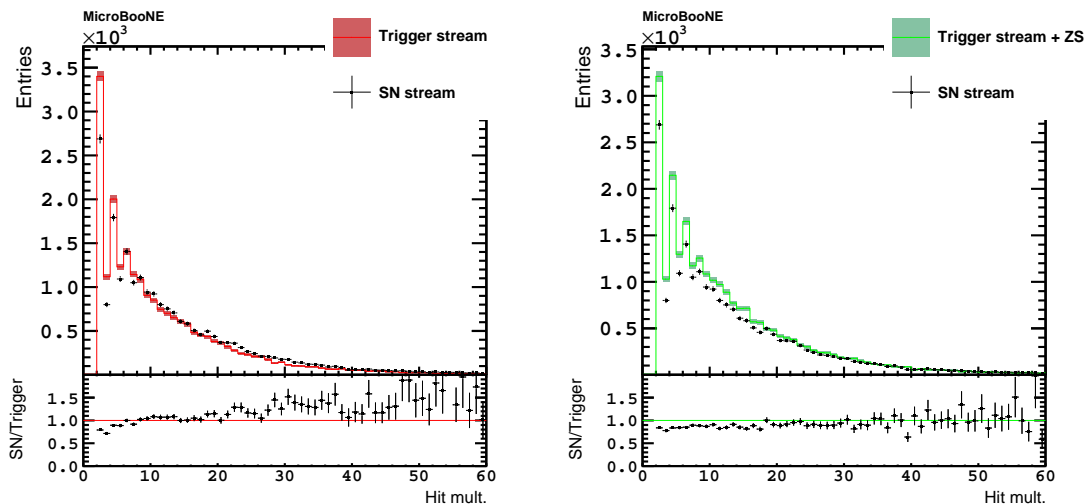 MicroBooNE
×10³
Trigger stream
SN stream
Entries
3.5
3.0
2.5
2.0
1.5
1.0
0.5
SN/Trigger
1.5
1.0
0.5
0.0
0 10 20 30 40 50 60
Hit mult.
MicroBooNE
×10³
Trigger stream + ZS
SN stream
Entries
3.5
3.0
2.5
2.0
1.5
1.0
0.5
SN/Trigger
1.5
1.0
0.5
0.0
0 10 20 30 40 50 60
Hit mult.